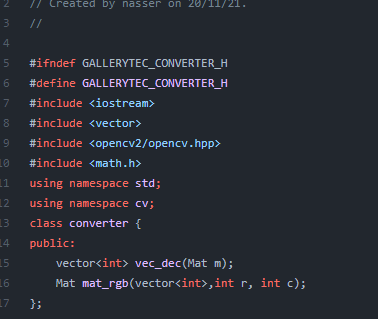 2 // Created by nasser on 20/11/21.
3 //
4
5 #ifndef GALLERYTEC_CONVERTER_H
6 #define GALLERYTEC_CONVERTER_H
7 #include <iostream>
8 #include <vector>
9 #include <opencv2/opencv.hpp>
10 #include <math.h>
11 using namespace std;
12 using namespace cv;
13 class converter {
14 public:
15 vector<int> vec_dec(Mat m);
16 Mat mat_rgb(vector<int>,int r, int c);
17 };